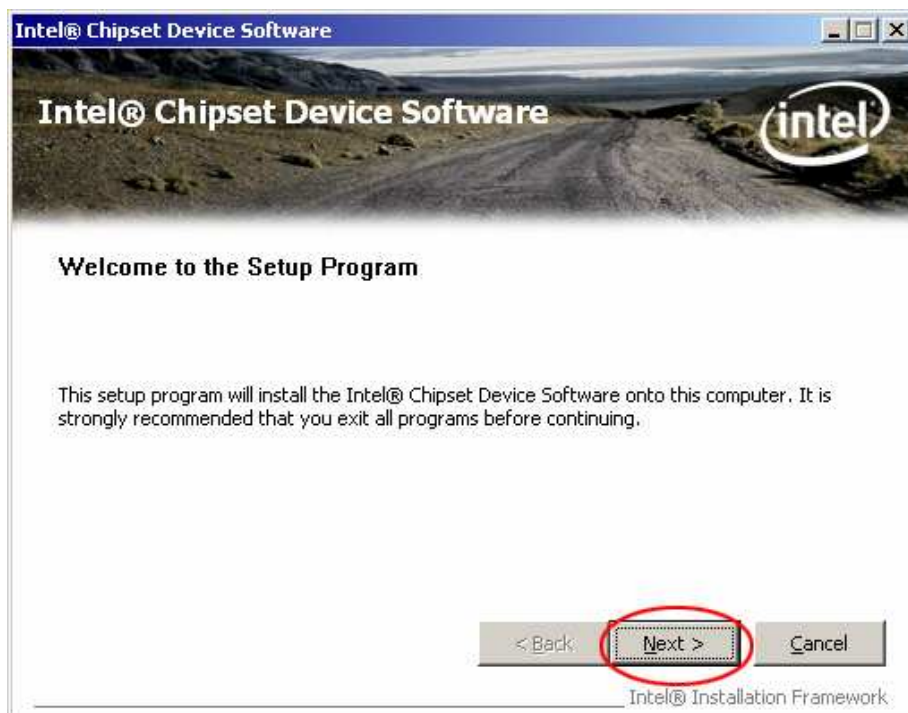 Intel® Chipset Device Software
Intel® Chipset Device Software
intel
Welcome to the Setup Program
This setup program will install the Intel® Chipset Device Software onto this computer. It is
strongly recommended that you exit all programs before continuing.
< Back
Next >
Cancel
Intel® Installation Framework